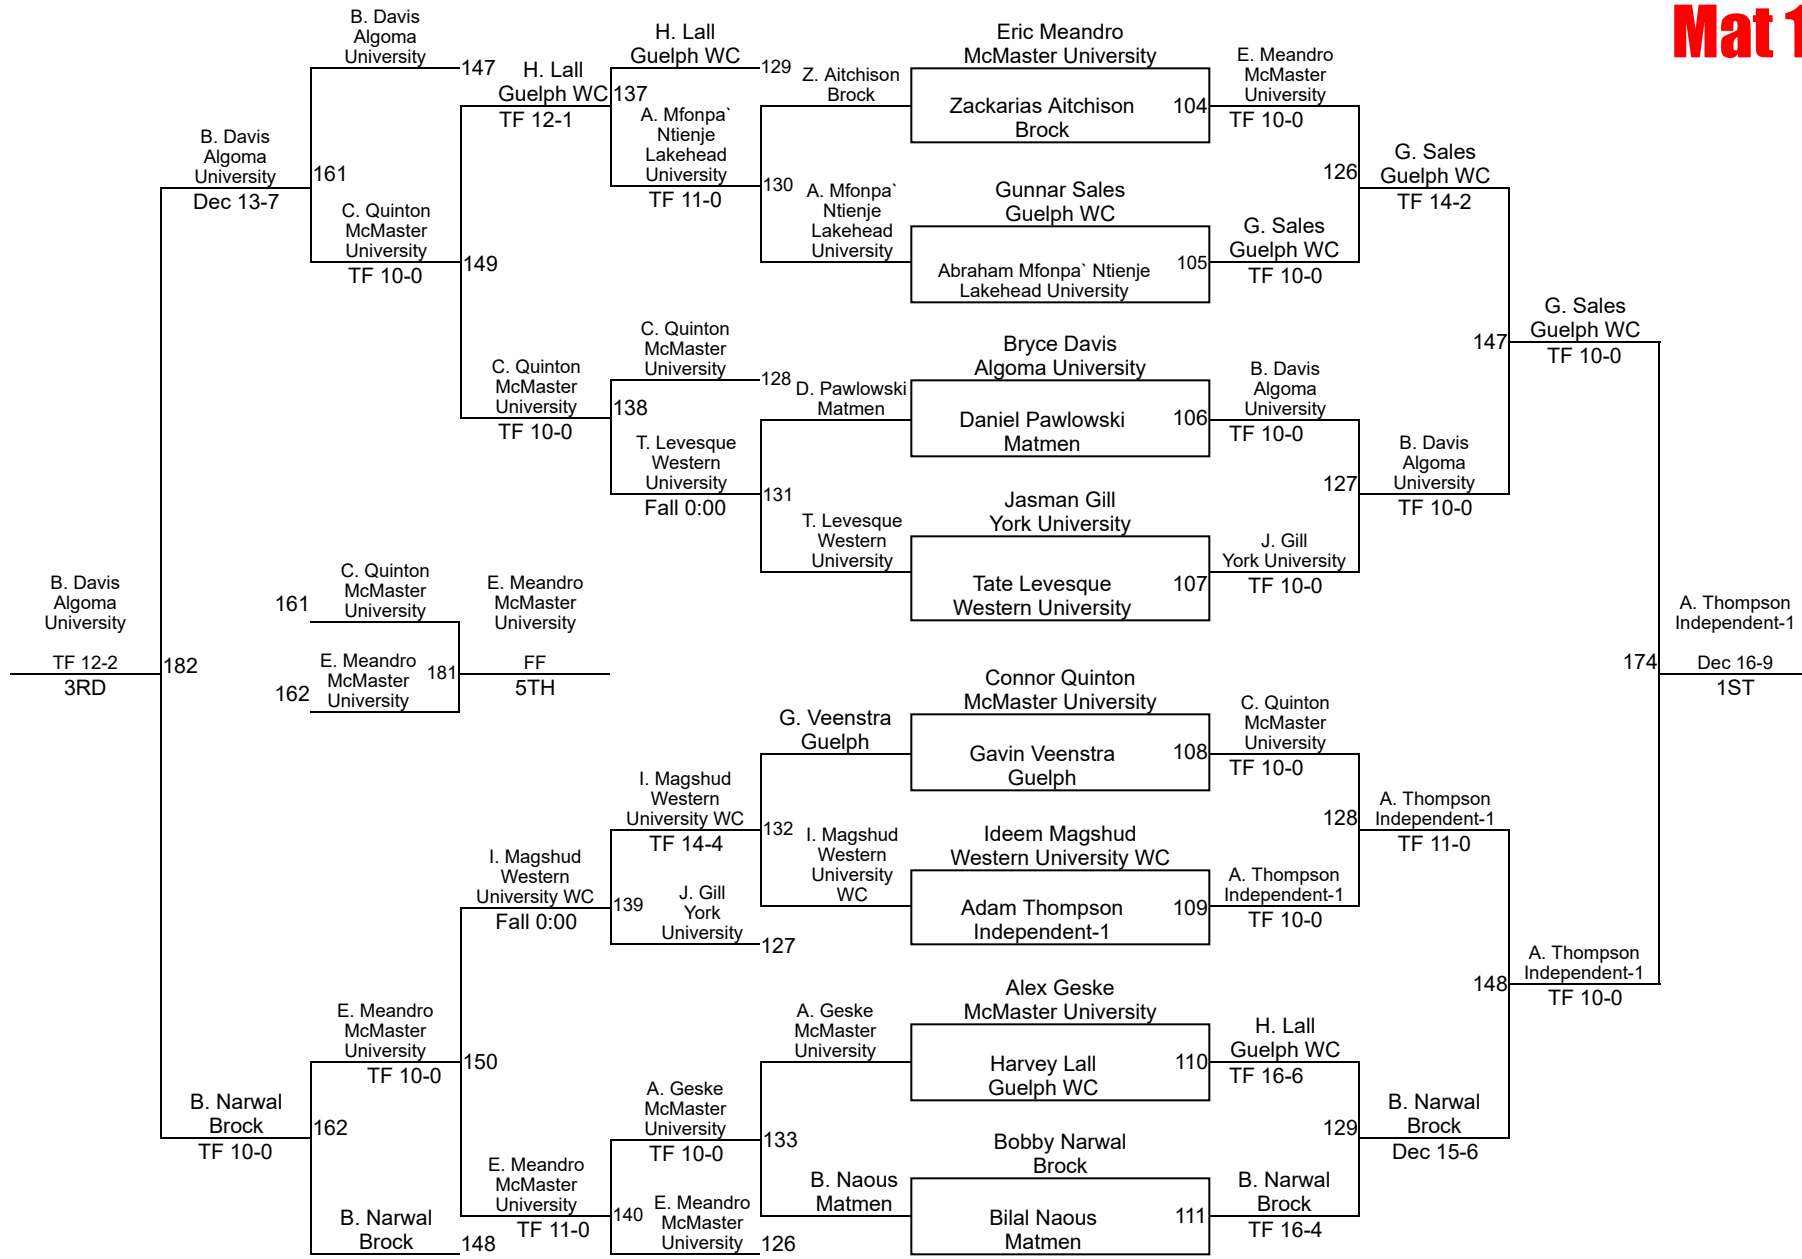 Mat 1
B. Davis
Algoma
University
147
H. Lall
Guelph WC
TF 12-1
137
H. Lall
Guelph WC
129
A. Mfonpa`
Ntienje
Lakehead
University
TF 11-0
130
Z. Aitchison
Brock
A. Mfonpa`
Ntienje
Lakehead
University
Eric Meandro
McMaster University
Zackarias Aitchison
Brock
104
E. Meandro
McMaster
University
TF 10-0
126
Gunnar Sales
Guelph WC
Abraham Mfonpa` Ntienje
Lakehead University
105
G. Sales
Guelph WC
TF 10-0
G. Sales
Guelph WC
TF 14-2
B. Davis
Algoma
University
Dec 13-7
161
C. Quinton
McMaster
University
TF 10-0
149
C. Quinton
McMaster
University
TF 10-0
138
C. Quinton
McMaster
University
128
T. Levesque
Western
University
Fall 0:00
131
D. Pawlowski
Matmen
T. Levesque
Western
University
Bryce Davis
Algoma University
Daniel Pawlowski
Matmen
106
B. Davis
Algoma
University
TF 10-0
127
Jasman Gill
York University
Tate Levesque
Western University
107
J. Gill
York University
TF 10-0
B. Davis
Algoma
University
TF 10-0
147
G. Sales
Guelph WC
TF 10-0
B. Davis
Algoma
University
TF 12-2
3RD
182
161
C. Quinton
McMaster
University
162
E. Meandro
McMaster
University
181
E. Meandro
McMaster
University
FF
5TH
174
A. Thompson
Independent-1
Dec 16-9
1ST
Connor Quinton
McMaster University
Gavin Veenstra
Guelph
108
C. Quinton
McMaster
University
TF 10-0
128
G. Veenstra
Guelph
I. Magshud
Western
University WC
TF 14-4
132
I. Magshud
Western
University
WC
Ideem Magshud
Western University WC
Adam Thompson
Independent-1
109
A. Thompson
Independent-1
TF 10-0
A. Thompson
Independent-1
TF 11-0
I. Magshud
Western
University WC
Fall 0:00
139
J. Gill
York
University
127
148
A. Thompson
Independent-1
TF 10-0
E. Meandro
McMaster
University
TF 10-0
150
A. Geske
McMaster
University
Alex Geske
McMaster University
Harvey Lall
Guelph WC
110
H. Lall
Guelph WC
TF 16-6
129
B. Narwal
Brock
Dec 15-6
B. Narwal
Brock
TF 10-0
162
A. Geske
McMaster
University
TF 10-0
133
B. Naous
Matmen
Bobby Narwal
Brock
Bilal Naous
Matmen
111
B. Narwal
Brock
TF 16-4
E. Meandro
McMaster
University
TF 11-0
140
E. Meandro
McMaster
University
126
B. Narwal
Brock
148